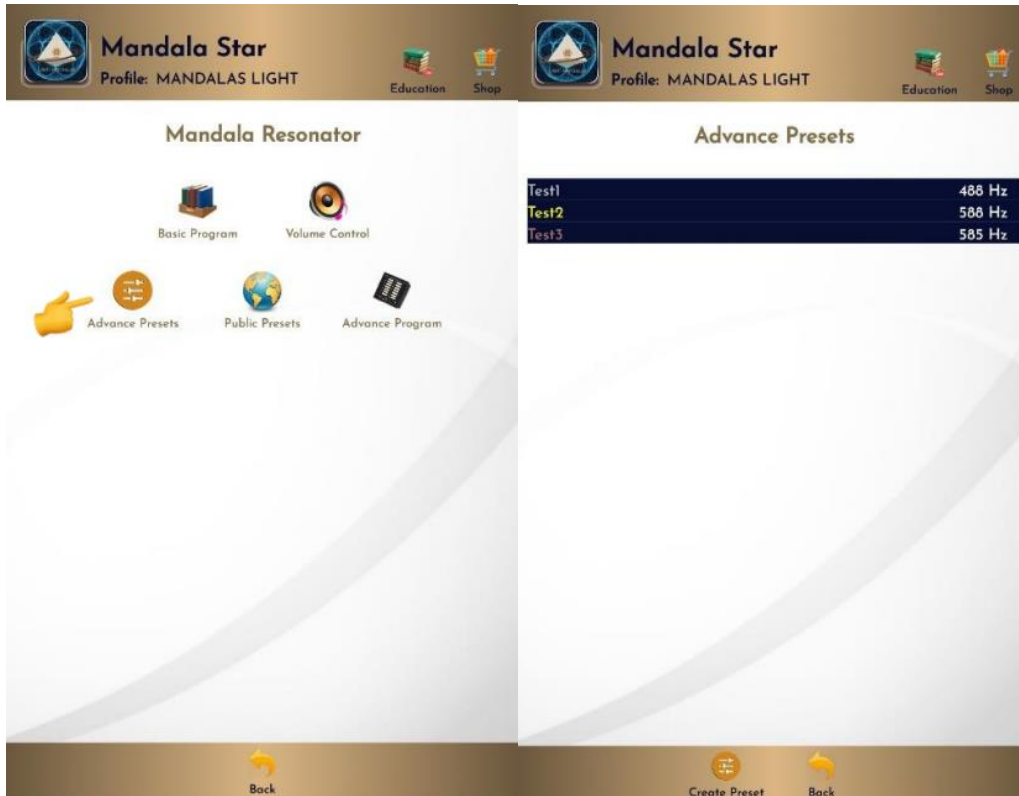 Mandala Star
Profile: MANDALAS LIGHT
Education
Shop
Mandala Resonator
Basic Program
Volume Control
Advance Presets
Public Presets
Advance Program
Back
Mandala Star
Profile: MANDALAS LIGHT
Education
Shop
Advance Presets
Test1 488 Hz
Test2 588 Hz
Test3 585 Hz
Create Preset
Back